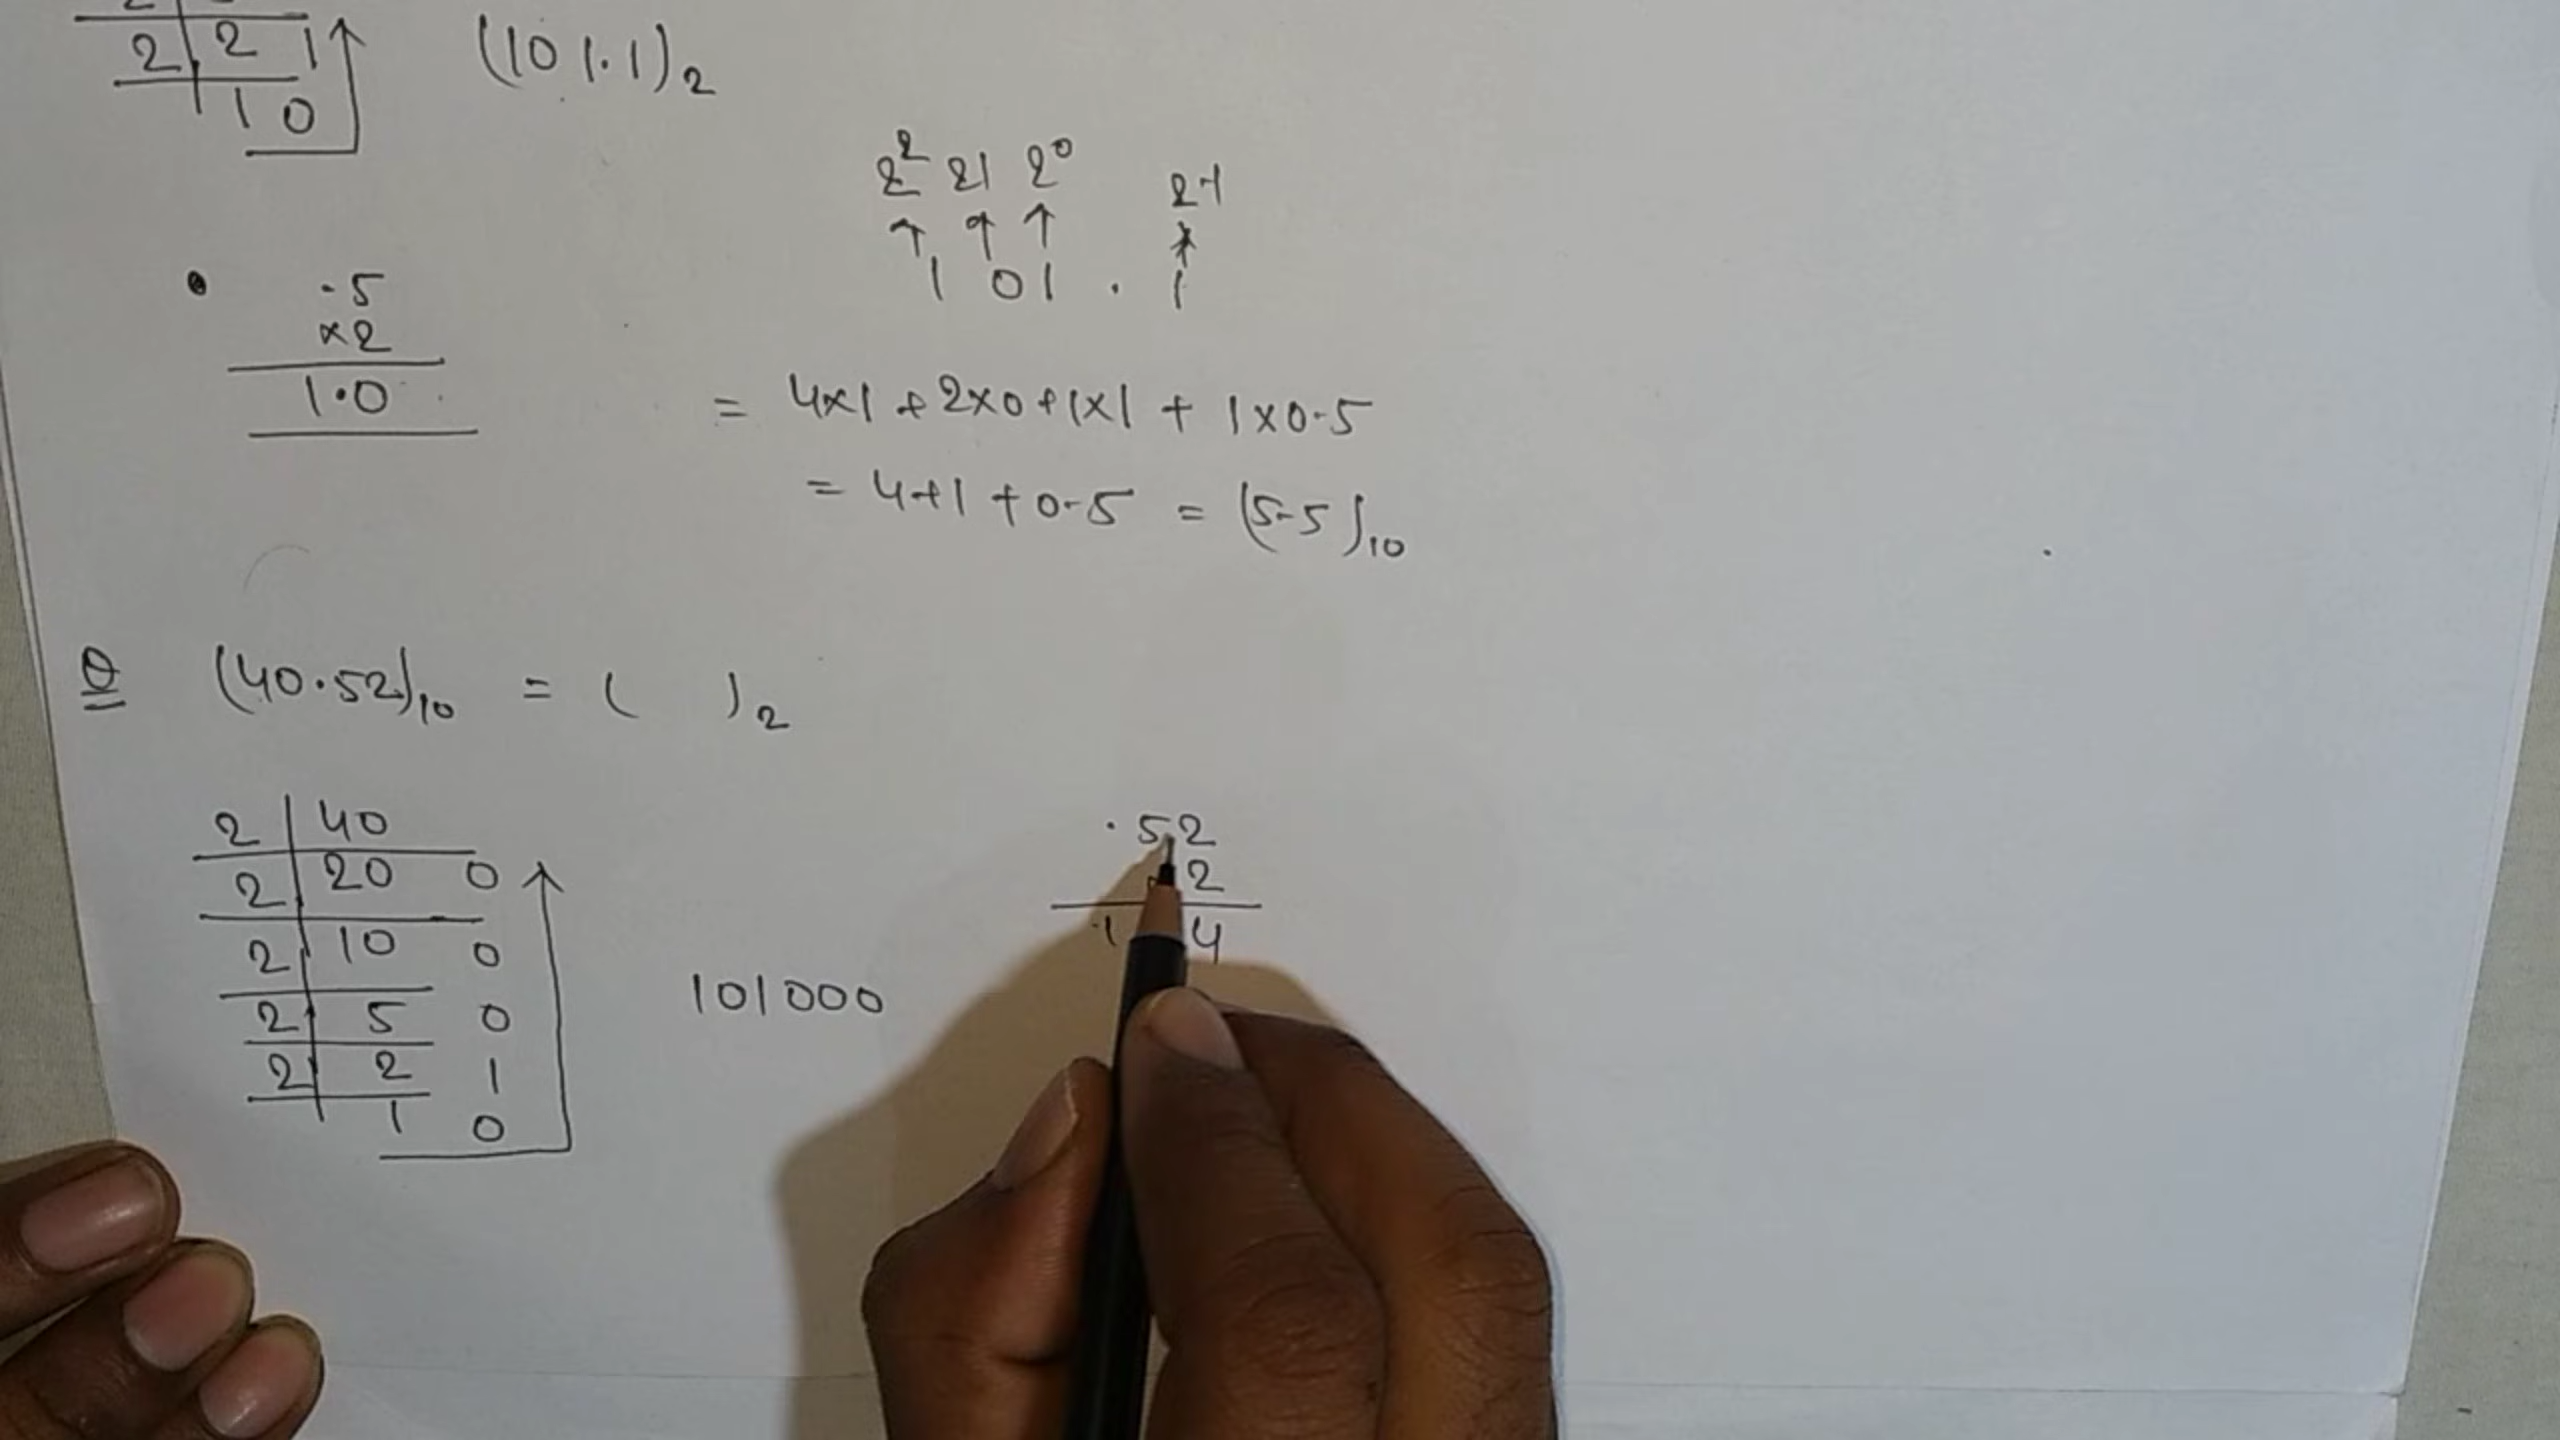 2 2 1
1 0
(101.1)2
2² 2¹ 2⁰ 2⁻¹
↑ ↑ ↑ ↑
1 0 1 . 1
.5
×2
1.0
= 4×1 + 2×0 + 1×1 + 1×0.5
= 4+1+0.5 = (5.5)10
Q (40.52)10 = ( )2
2 40
2 20 0
2 10 0
2 5 0
2 2 1
1 0
101000
.52
2
1 4